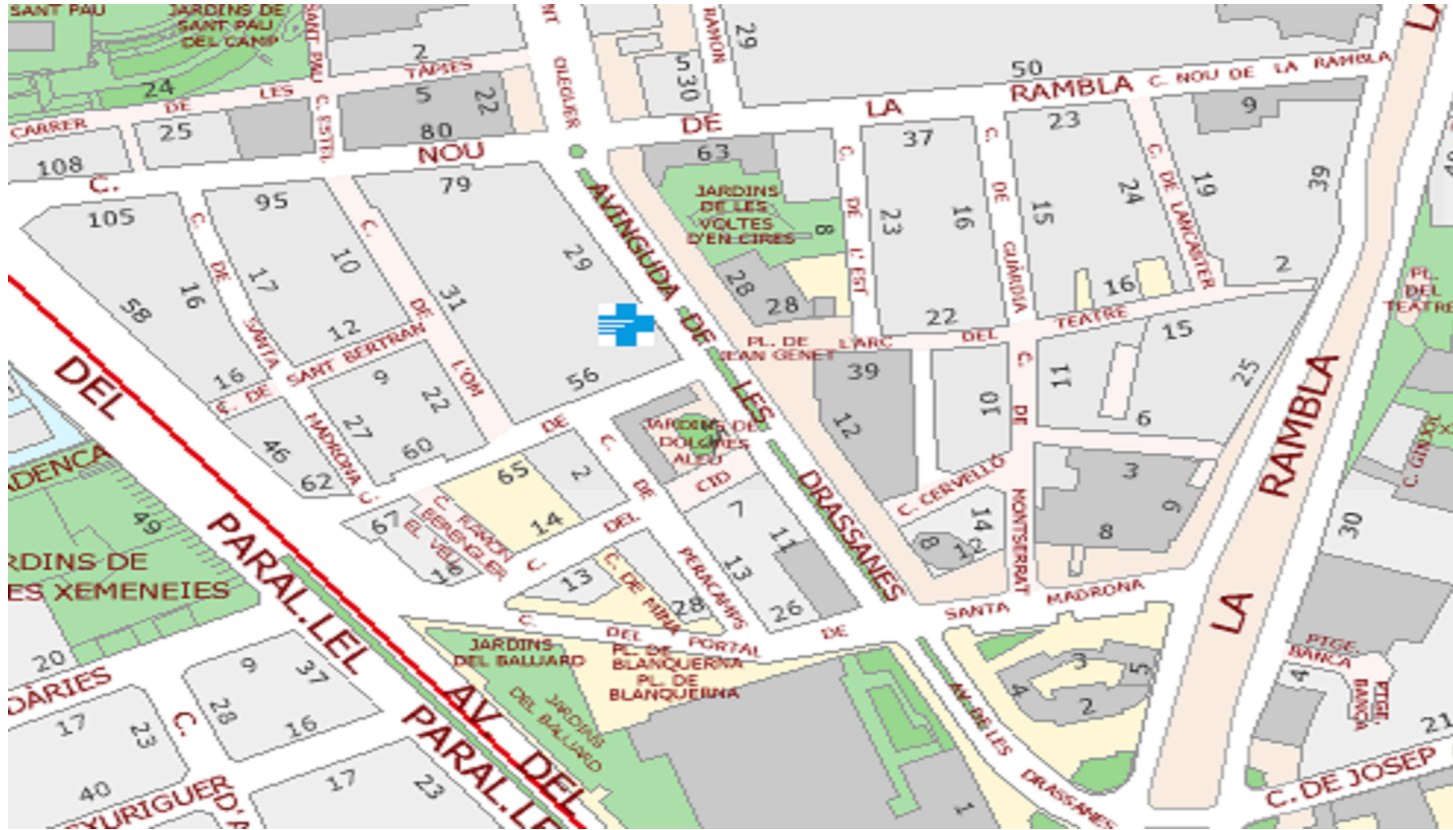 SANT PAU
JARDINS DE
SANT PAU
DEL CAMP
SANT PAU
2
OLEGUER
RAMON
29
5
30
50
C. NOU DE LA RAMBLA
24
CARRER DE LES TÀPIES
C. ESTEL
5
22
25
80
108
C. NOU DE LA RAMBLA
9
63
37
23
105
95
79
JARDINS
DE LES
VOLTES
D'EN CIRES
8
C. DE L'EST
23
16
C. DE GUÀRDIA
15
24
C. DE LANCASTER
19
39
2
58
16
C. DE SANTA MADRONA
17
10
12
C. DE L'OM
31
29
AVINGUDA DE LES DRASSANES
28
28
22
16
PL. DEL
TEATRE
PL. DE
JEAN GENET
L'ARC DEL TEATRE
15
16
C. DE SANT BERTRAN
9
22
27
56
39
12
10
11
C. DE MONTSERRAT
6
25
46
62
60
DE
JARDINS DE
DOLORS
ALEU
CID
C. CERVELLÓ
3
9
8
LA RAMBLA
30
49
67
C. RAMON
BERENGUER
EL VELL
16
65
2
14
C. DEL
C. DE PERACAMPS
7
11
13
26
8
14
12
13
C. DE MINA
28
C. DEL PORTAL DE SANTA MADRONA
DEL PARAL.LEL
JARDINS
DEL BALUARD
PL. DE
BLANQUERNA
PL. DE
BLANQUERNA
JARDINS
DEL BALUARD
3
5
4
2
PTGE.
BANCA
PTGE.
BANCA
4
LA
AV. DE LES DRASSANES
20
9
37
28
16
17
23
C.
40
17
23
AV. DEL
PARAL.LE
1
21
C. DE JOSEP